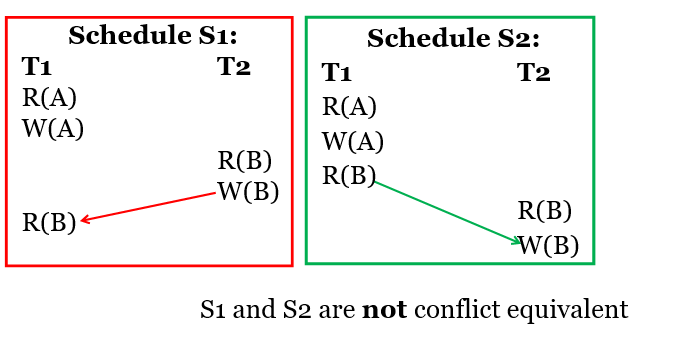 Schedule S1:
T1 T2
R(A)
W(A)
R(B)
W(B)
R(B)
Schedule S2:
T1 T2
R(A)
W(A)
R(B)
R(B)
W(B)
S1 and S2 are not conflict equivalent